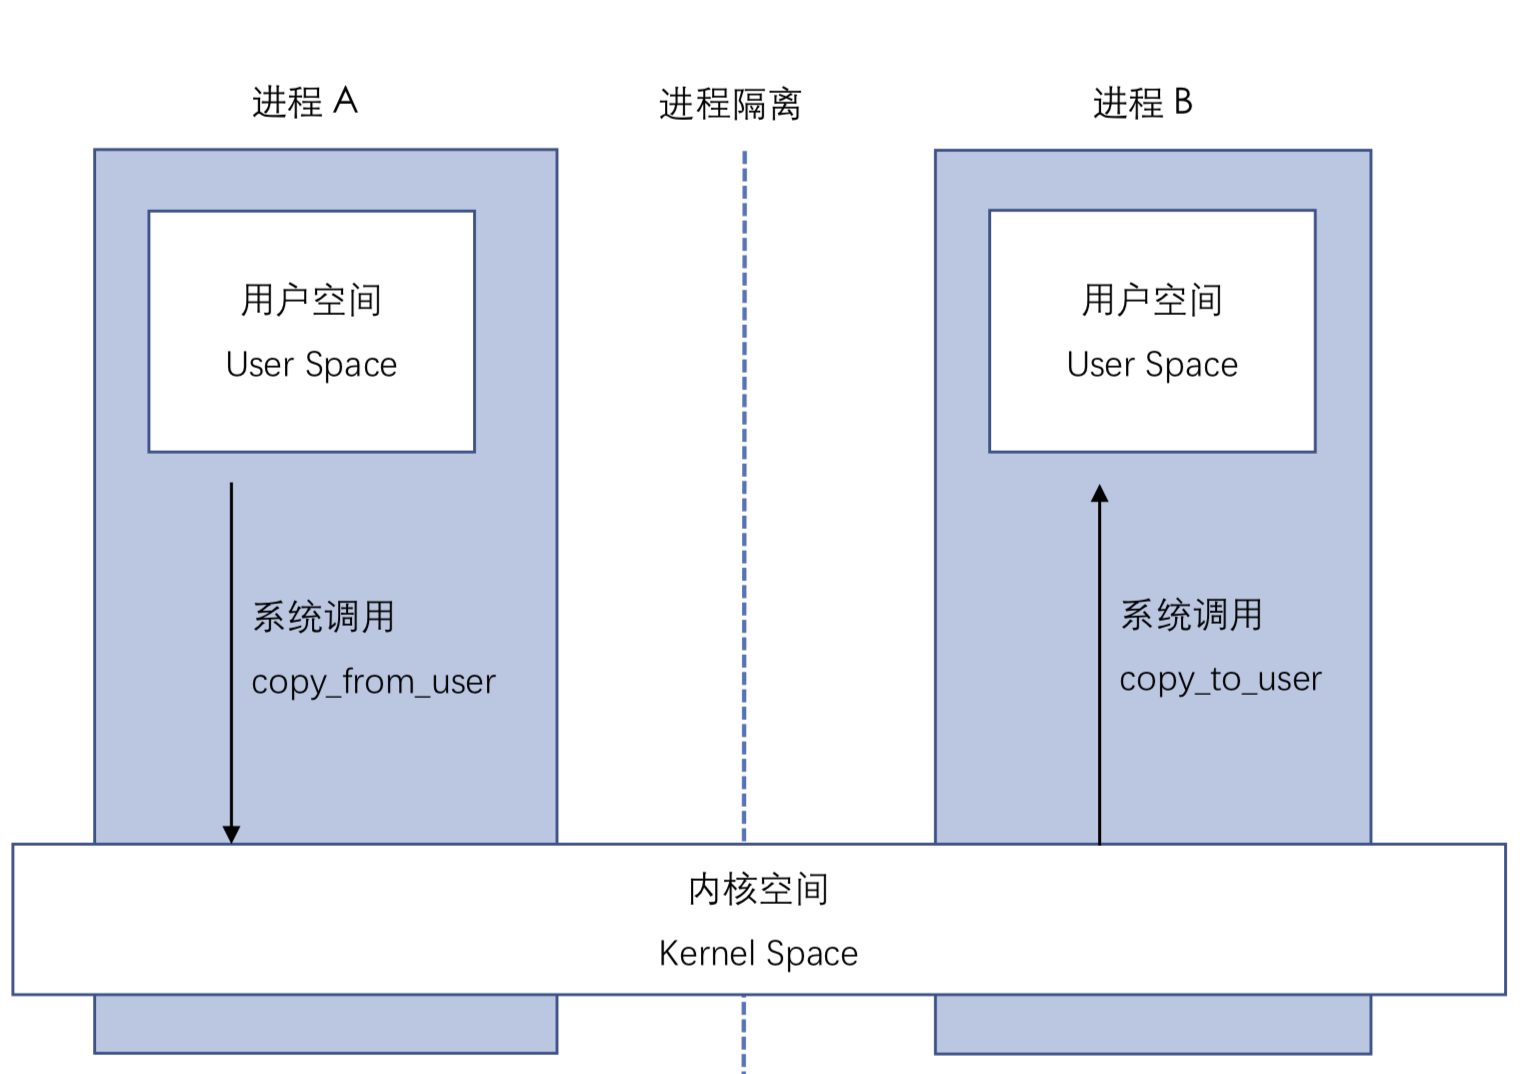 进程 A
进程隔离
进程 B
用户空间
User Space
用户空间
User Space
系统调用
copy_from_user
系统调用
copy_to_user
内核空间
Kernel Space